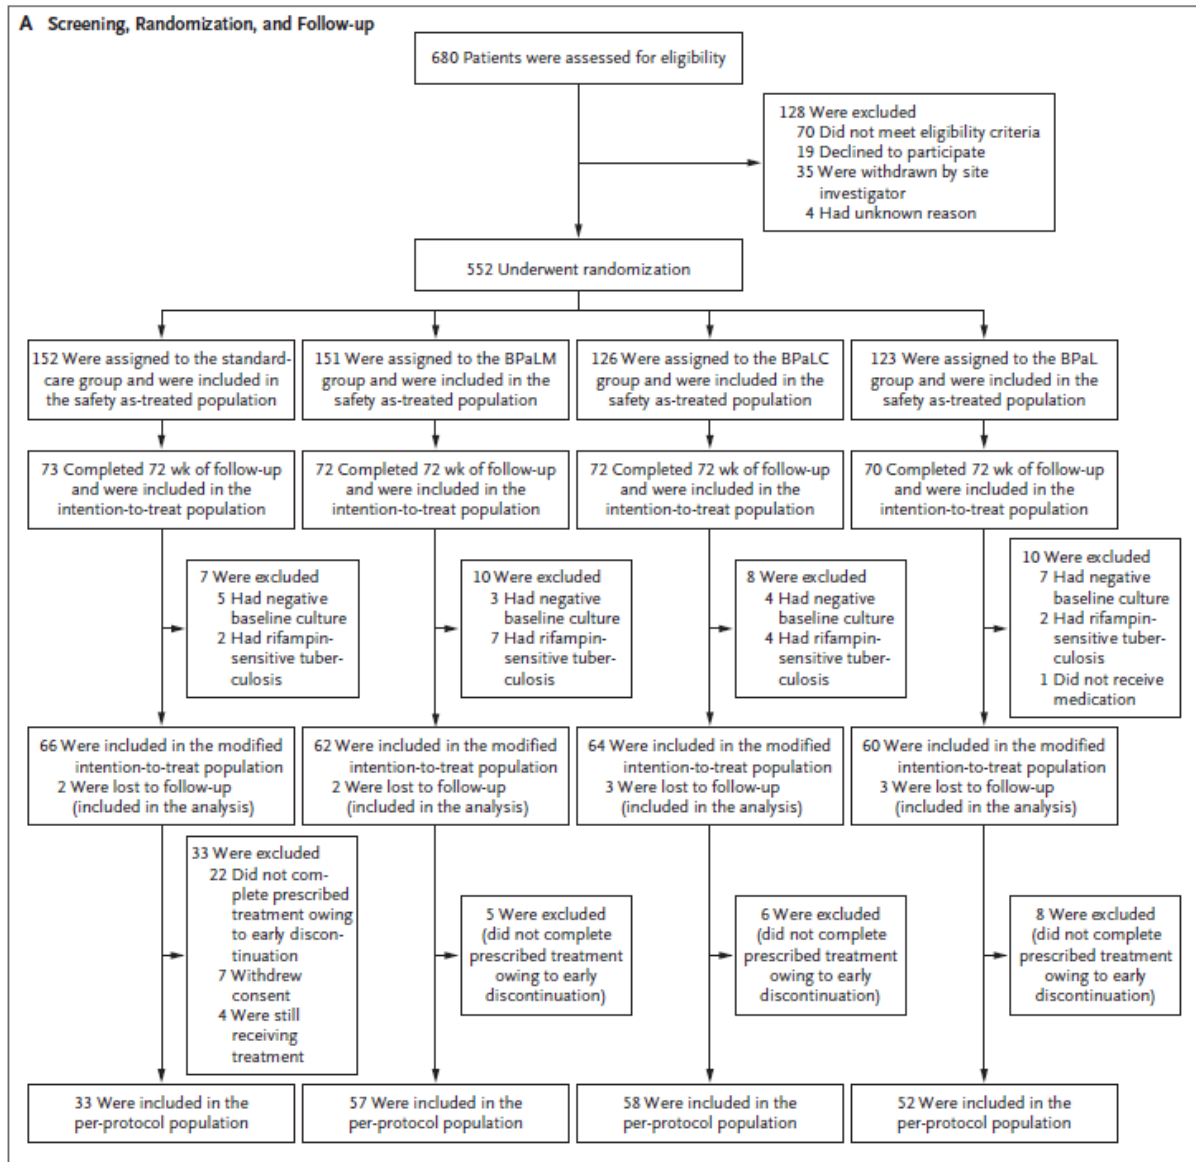 A Screening, Randomization, and Follow-up
680 Patients were assessed for eligibility
128 Were excluded
70 Did not meet eligibility criteria
19 Declined to participate
35 Were withdrawn by site
investigator
4 Had unknown reason
552 Underwent randomization
152 Were assigned to the standard-
care group and were included in
the safety as-treated population
151 Were assigned to the BPaLM
group and were included in the
safety as-treated population
126 Were assigned to the BPaLC
group and were included in the
safety as-treated population
123 Were assigned to the BPaL
group and were included in the
safety as-treated population
73 Completed 72 wk of follow-up
and were included in the
intention-to-treat population
72 Completed 72 wk of follow-up
and were included in the
intention-to-treat population
72 Completed 72 wk of follow-up
and were included in the
intention-to-treat population
70 Completed 72 wk of follow-up
and were included in the
intention-to-treat population
7 Were excluded
5 Had negative
baseline culture
2 Had rifampin-
sensitive tuber-
culosis
10 Were excluded
3 Had negative
baseline culture
7 Had rifampin-
sensitive tuber-
culosis
8 Were excluded
4 Had negative
baseline culture
4 Had rifampin-
sensitive tuber-
culosis
10 Were excluded
7 Had negative
baseline culture
2 Had rifampin-
sensitive tuber-
culosis
1 Did not receive
medication
66 Were included in the modified
intention-to-treat population
2 Were lost to follow-up
(included in the analysis)
62 Were included in the modified
intention-to-treat population
2 Were lost to follow-up
(included in the analysis)
64 Were included in the modified
intention-to-treat population
3 Were lost to follow-up
(included in the analysis)
60 Were included in the modified
intention-to-treat population
3 Were lost to follow-up
(included in the analysis)
33 Were excluded
22 Did not com-
plete prescribed
treatment owing
to early discon-
tinuation
7 Withdrew
consent
4 Were still
receiving
treatment
5 Were excluded
(did not complete
prescribed treatment
owing to early
discontinuation)
6 Were excluded
(did not complete
prescribed treatment
owing to early
discontinuation)
8 Were excluded
(did not complete
prescribed treatment
owing to early
discontinuation)
33 Were included in the
per-protocol population
57 Were included in the
per-protocol population
58 Were included in the
per-protocol population
52 Were included in the
per-protocol population